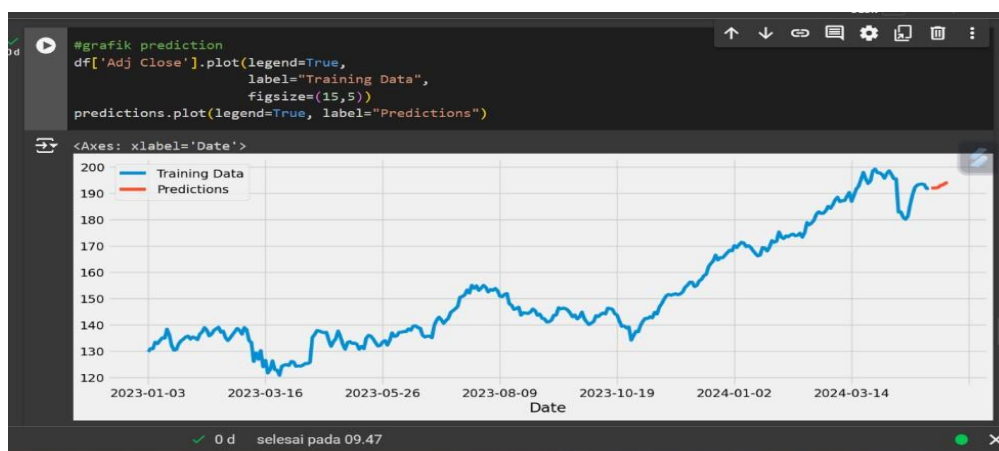 0d
#grafik prediction
df['Adj Close'].plot(legend=True,
label="Training Data",
figsize=(15,5))
predictions.plot(legend=True, label="Predictions")
<Axes: xlabel='Date'>
200
190
180
170
160
150
140
130
120
Training Data
Predictions
2023-01-03 2023-03-16 2023-05-26 2023-08-09 2023-10-19 2024-01-02 2024-03-14
Date
0 d selesai pada 09.47